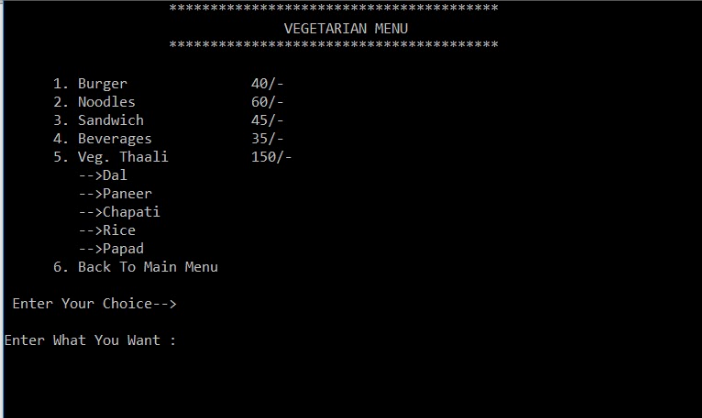 ****************************************
VEGETARIAN MENU
****************************************
1. Burger 40/-
2. Noodles 60/-
3. Sandwich 45/-
4. Beverages 35/-
5. Veg. Thaali 150/-
-->Dal
-->Paneer
-->Chapati
-->Rice
-->Papad
6. Back To Main Menu
Enter Your Choice-->
Enter What You Want :